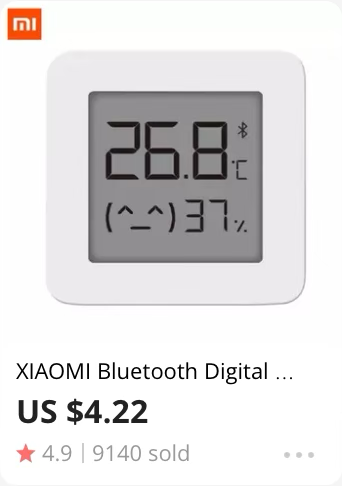 mi
26.8 °C
(^_^) 37%
XIAOMI Bluetooth Digital ...
US $4.22
4.9 | 9140 sold